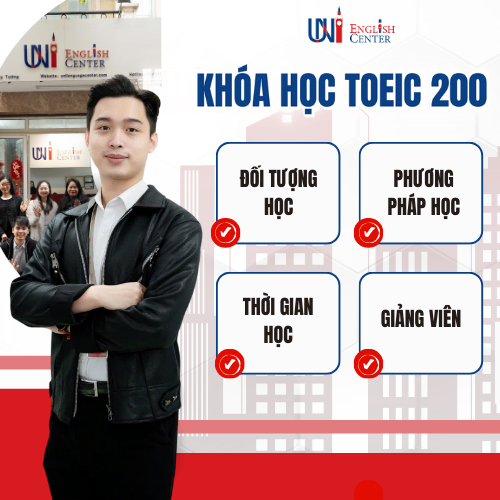 UNI ENGLISH
CENTER
UNI ENGLISH
CENTER
KHÓA HỌC TOEIC 200
UNI ENGLISH
CENTER
ĐỐI TƯỢNG
HỌC
PHƯƠNG
PHÁP HỌC
THỜI GIAN
HỌC
GIẢNG VIÊN